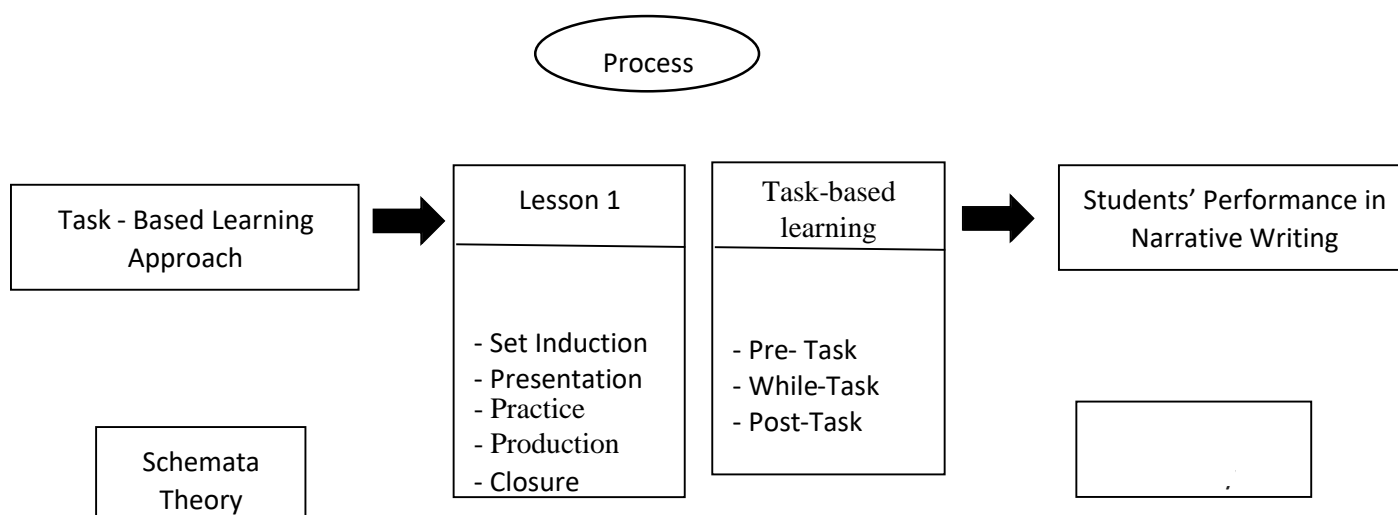 Process
Task - Based Learning
Approach
Lesson 1
- Set Induction
- Presentation
- Practice
- Production
- Closure
Task-based
learning
- Pre- Task
- While-Task
- Post-Task
Students’ Performance in
Narrative Writing
Schemata
Theory